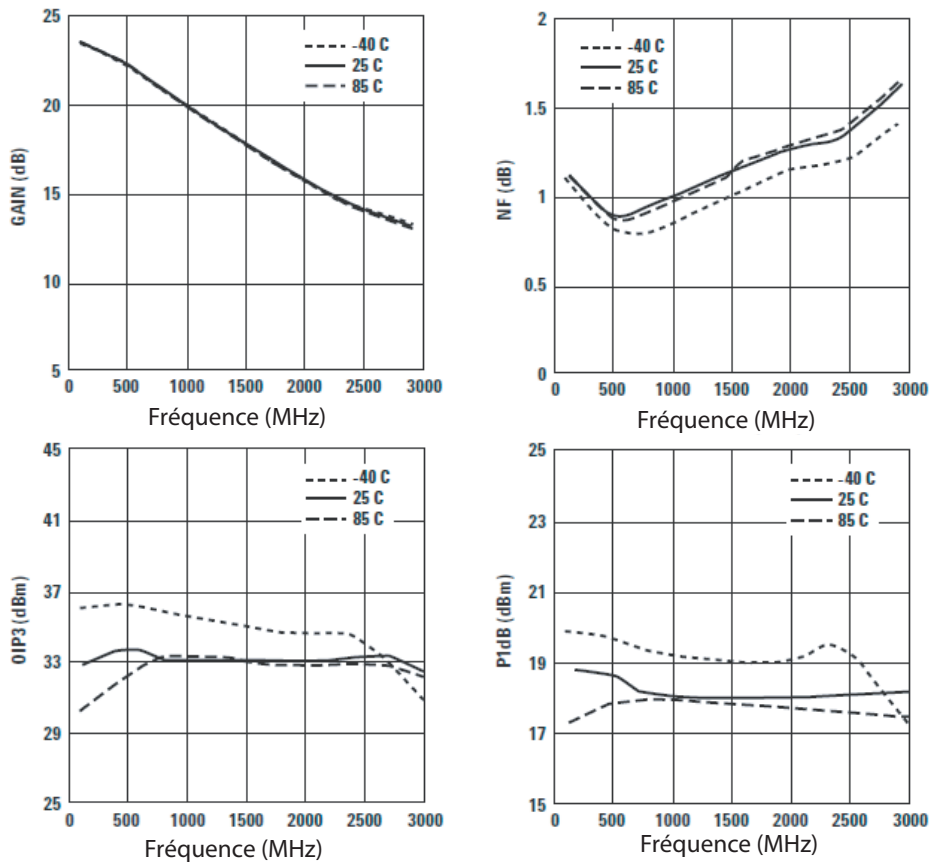 25
20
15
10
5
GAIN (dB)
-40 C
25 C
85 C
0 500 1000 1500 2000 2500 3000
Fréquence (MHz)
2
1.5
1
0.5
0
NF (dB)
-40 C
25 C
85 C
0 500 1000 1500 2000 2500 3000
Fréquence (MHz)
45
41
37
33
29
25
OIP3 (dBm)
-40 C
25 C
85 C
0 500 1000 1500 2000 2500 3000
Fréquence (MHz)
25
23
21
19
17
15
P1dB (dBm)
-40 C
25 C
85 C
0 500 1000 1500 2000 2500 3000
Fréquence (MHz)